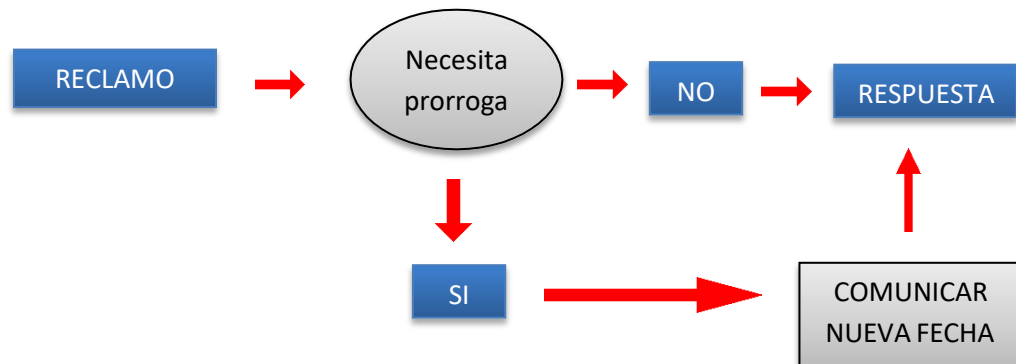 RECLAMO
Necesita
prorroga
NO
RESPUESTA
SI
COMUNICAR
NUEVA FECHA